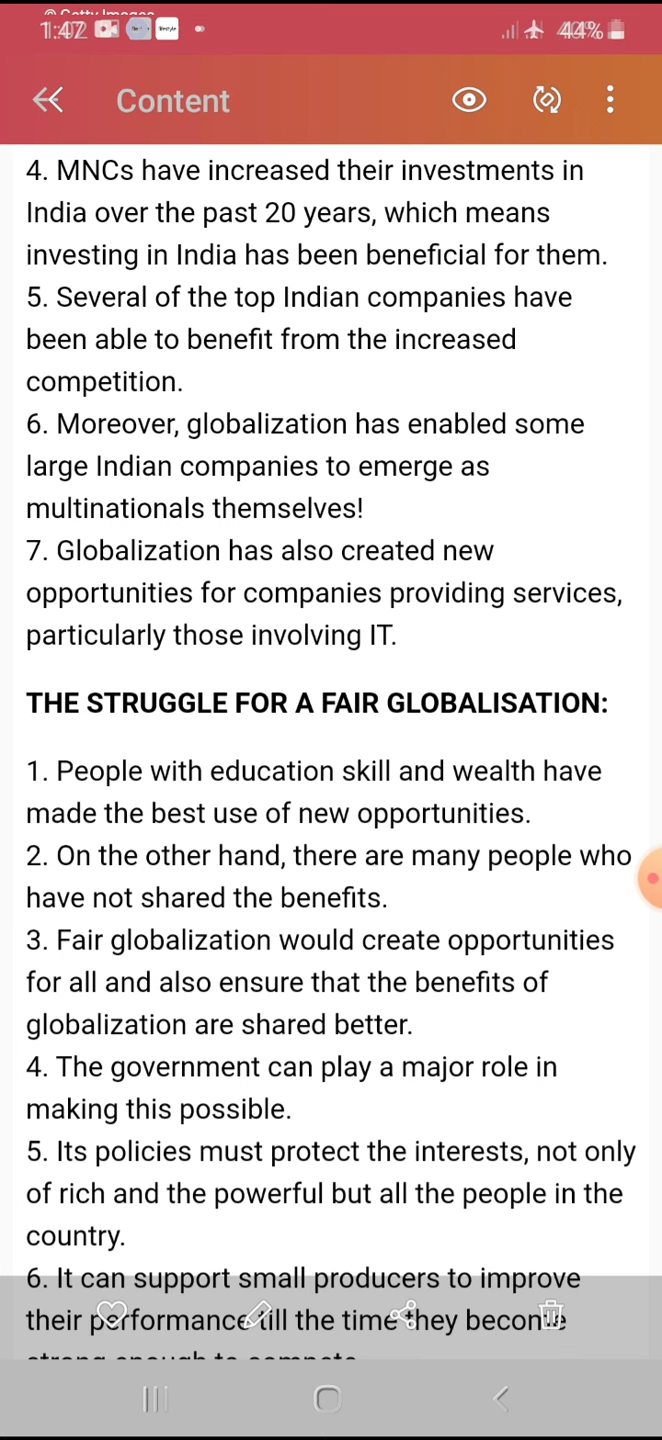 © Getty Images
44%
Content
4. MNCs have increased their investments in
India over the past 20 years, which means
investing in India has been beneficial for them.
5. Several of the top Indian companies have
been able to benefit from the increased
competition.
6. Moreover, globalization has enabled some
large Indian companies to emerge as
multinationals themselves!
7. Globalization has also created new
opportunities for companies providing services,
particularly those involving IT.
THE STRUGGLE FOR A FAIR GLOBALISATION:
1. People with education skill and wealth have
made the best use of new opportunities.
2. On the other hand, there are many people who
have not shared the benefits.
3. Fair globalization would create opportunities
for all and also ensure that the benefits of
globalization are shared better.
4. The government can play a major role in
making this possible.
5. Its policies must protect the interests, not only
of rich and the powerful but all the people in the
country.
6. It can support small producers to improve
their performance till the time they become
strong enough to compete